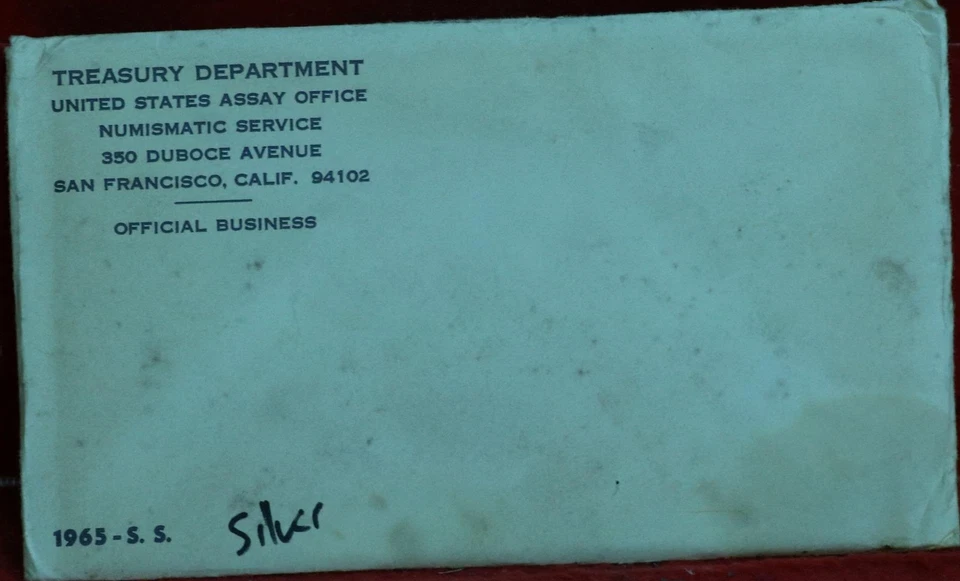 TREASURY DEPARTMENT
UNITED STATES ASSAY OFFICE
NUMISMATIC SERVICE
350 DUBOCE AVENUE
SAN FRANCISCO, CALIF. 94102
OFFICIAL BUSINESS
1965-S. S. Silver